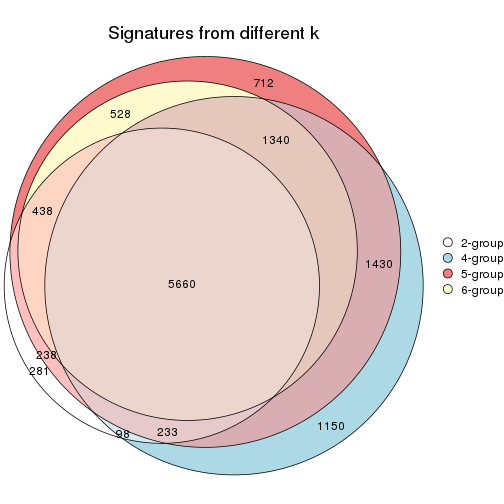 Signatures from different k
712
528
1340
438
1430
5660
238
281
1150
98
233
2-group
4-group
5-group
6-group